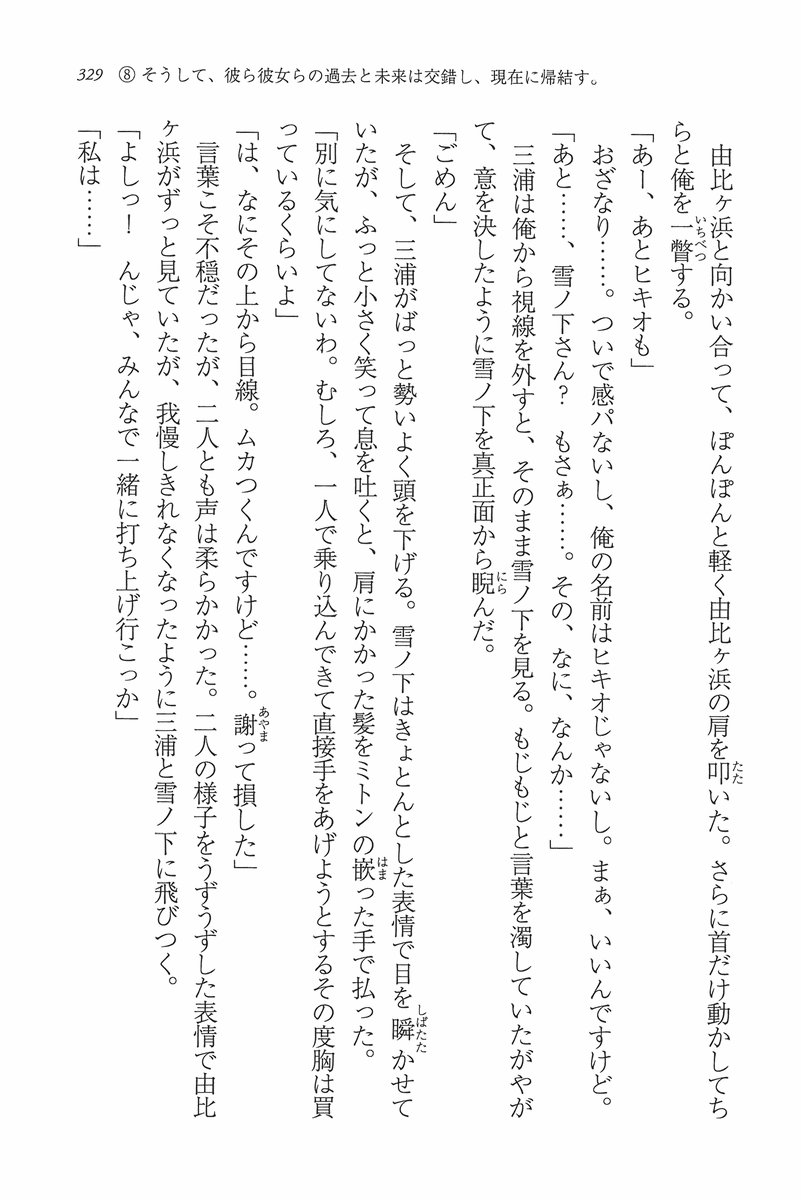 329 ⑧ そうして、彼ら彼女らの過去と未来は交錯し、現在に帰結す。
由比ヶ浜と向かい合って、ぽんぽんと軽く由比ヶ浜の肩を叩いた。さらに首だけ動かしてち
らと俺を一瞥する。
「あー、あとヒキオも」
おざなり……。ついで感パないし、俺の名前はヒキオじゃないし。まぁ、いいんですけど。
「あと……、雪ノ下さん？　もさぁ……。その、なに、なんか……」
三浦は俺から視線を外すと、そのまま雪ノ下を見る。もじもじと言葉を濁していたがやが
て、意を決したように雪ノ下を真正面から睨んだ。
「ごめん」
そして、三浦がばっと勢いよく頭を下げる。雪ノ下はきょとんとした表情で目を瞬かせて
いたが、ふっと小さく笑って息を吐くと、肩にかかった髪をミトンの嵌った手で払った。
「別に気にしてないわ。むしろ、一人で乗り込んできて直接手をあげようとするその度胸は買
っているくらいよ」
「は、なにその上から目線。ムカつくんですけど……。謝って損した」
言葉こそ不穏だったが、二人とも声は柔らかかった。二人の様子をうずうずした表情で由比
ヶ浜がずっと見ていたが、我慢しきれなくなったように三浦と雪ノ下に飛びつく。
「よしっ！　んじゃ、みんなで一緒に打ち上げ行こっか」
「私は……」